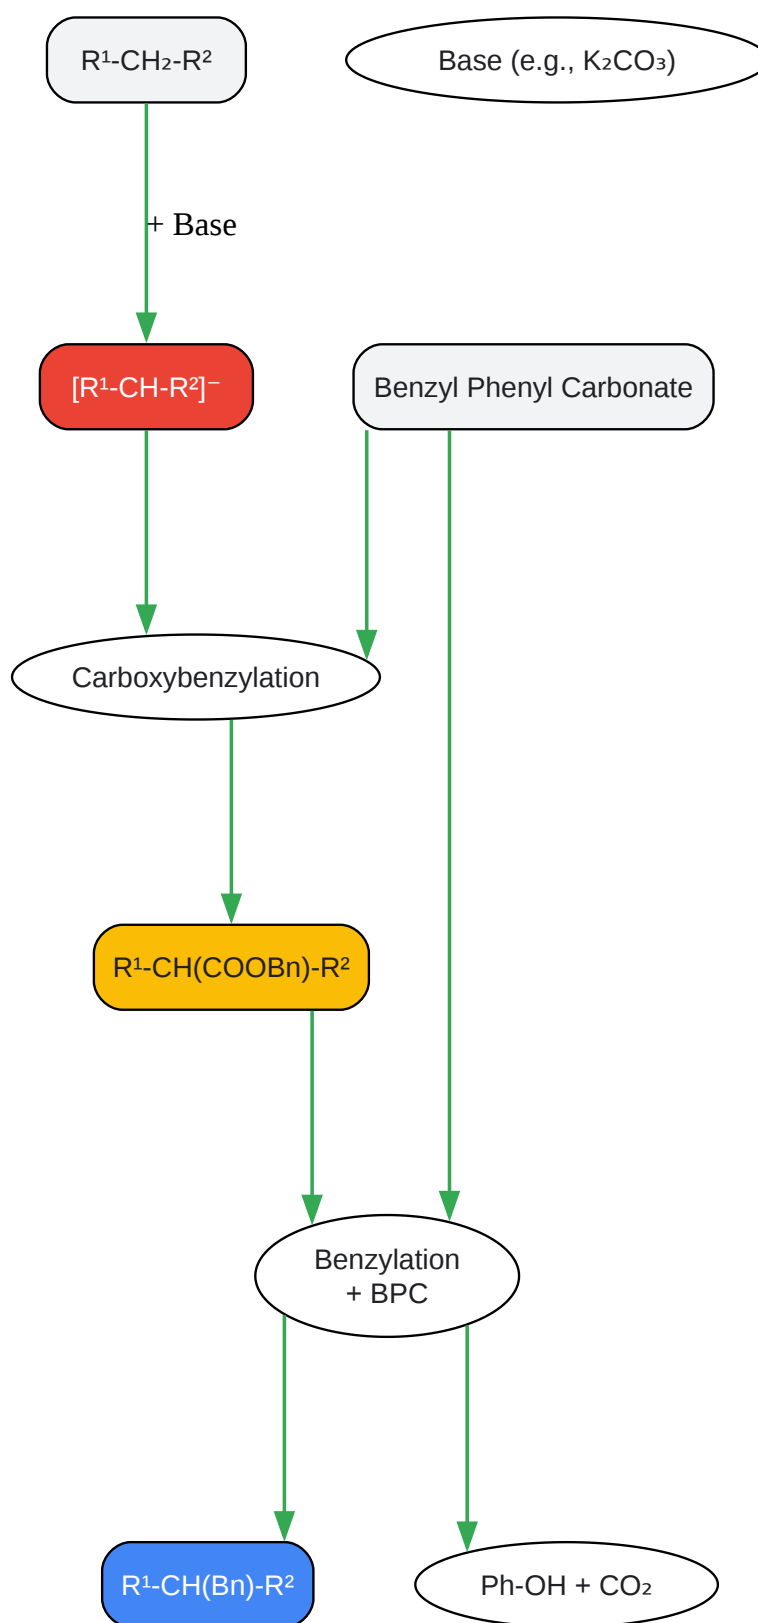 R¹-CH₂-R²
Base (e.g., K₂CO₃)
+ Base
[R¹-CH-R²]⁻
Benzyl Phenyl Carbonate
Carboxybenzylation
R¹-CH(COOBn)-R²
Benzylation
+ BPC
R¹-CH(Bn)-R²
Ph-OH + CO₂